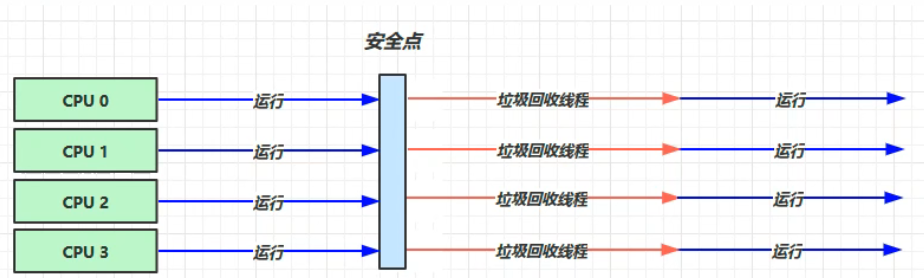 安全点
CPU 0 运行 垃圾回收线程 运行
CPU 1 运行 垃圾回收线程 运行
CPU 2 运行 垃圾回收线程 运行
CPU 3 运行 垃圾回收线程 运行